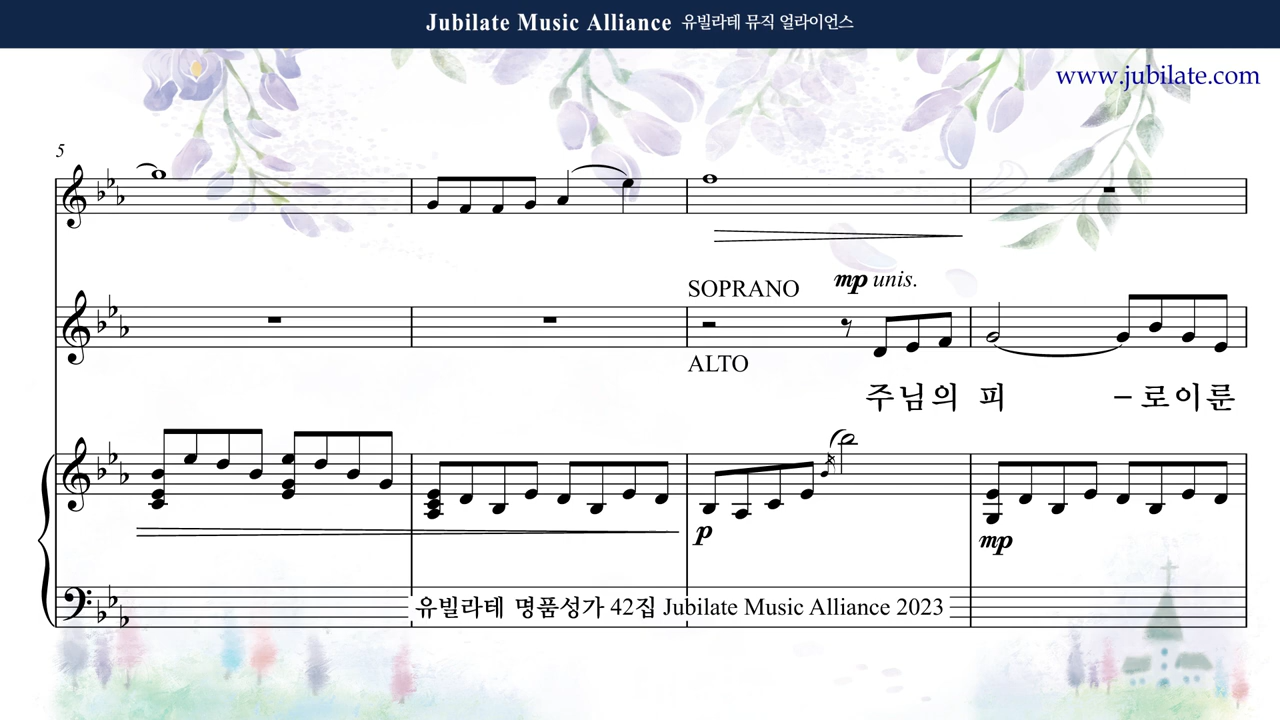 Jubilate Music Alliance 유빌라테 뮤직 얼라이언스
www.jubilate.com
5
SOPRANO mp unis.
ALTO
주님의 피 – 로이룬
p mp
유빌라테 명품성가 42집 Jubilate Music Alliance 2023